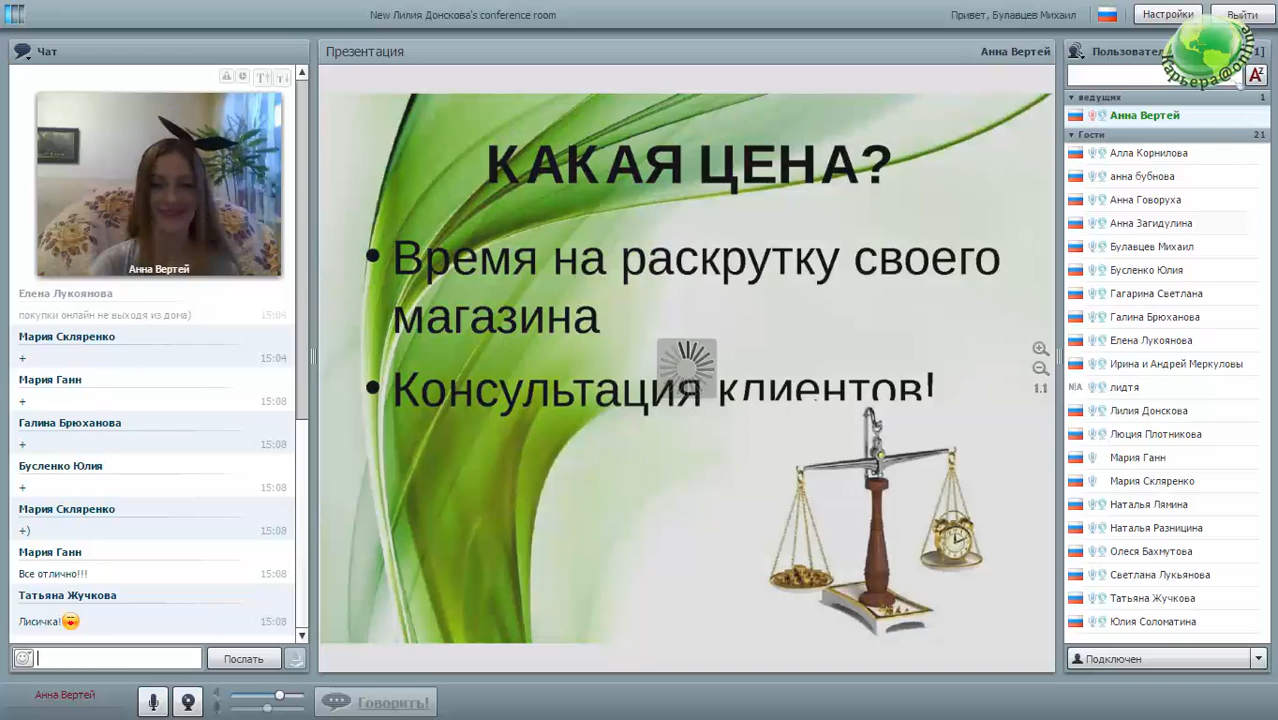 New Лилия Донскова's conference room
Привет, Булавцев Михаил
Настройки
Выйти
Чат
Анна Вертей
Елена Лукоянова
покупки онлайн не выходя из дома)
15:04
Мария Скляренко
+
15:04
Мария Ганн
+
15:08
Галина Брюханова
+
15:08
Бусленко Юлия
+
15:08
Мария Скляренко
+)
15:08
Мария Ганн
Все отлично!!!
15:08
Татьяна Жучкова
Лисичка!
15:08
Послать
Презентация
Анна Вертей
КАКАЯ ЦЕНА?
• Время на раскрутку своего
магазина
• Консультация клиентов!
1.1
Карьера@online
ведущих 1
Анна Вертей
Гости 21
Алла Корнилова
анна бубнова
Анна Говоруха
Анна Загидулина
Булавцев Михаил
Бусленко Юлия
Гагарина Светлана
Галина Брюханова
Елена Лукоянова
Ирина и Андрей Меркуловы
N/A лидтя
Лилия Донскова
Люция Плотникова
Мария Ганн
Мария Скляренко
Наталья Лямина
Наталья Разницина
Олеся Бахмутова
Светлана Лукьянова
Татьяна Жучкова
Юлия Соломатина
Подключен
Анна Вертей
Говорить!